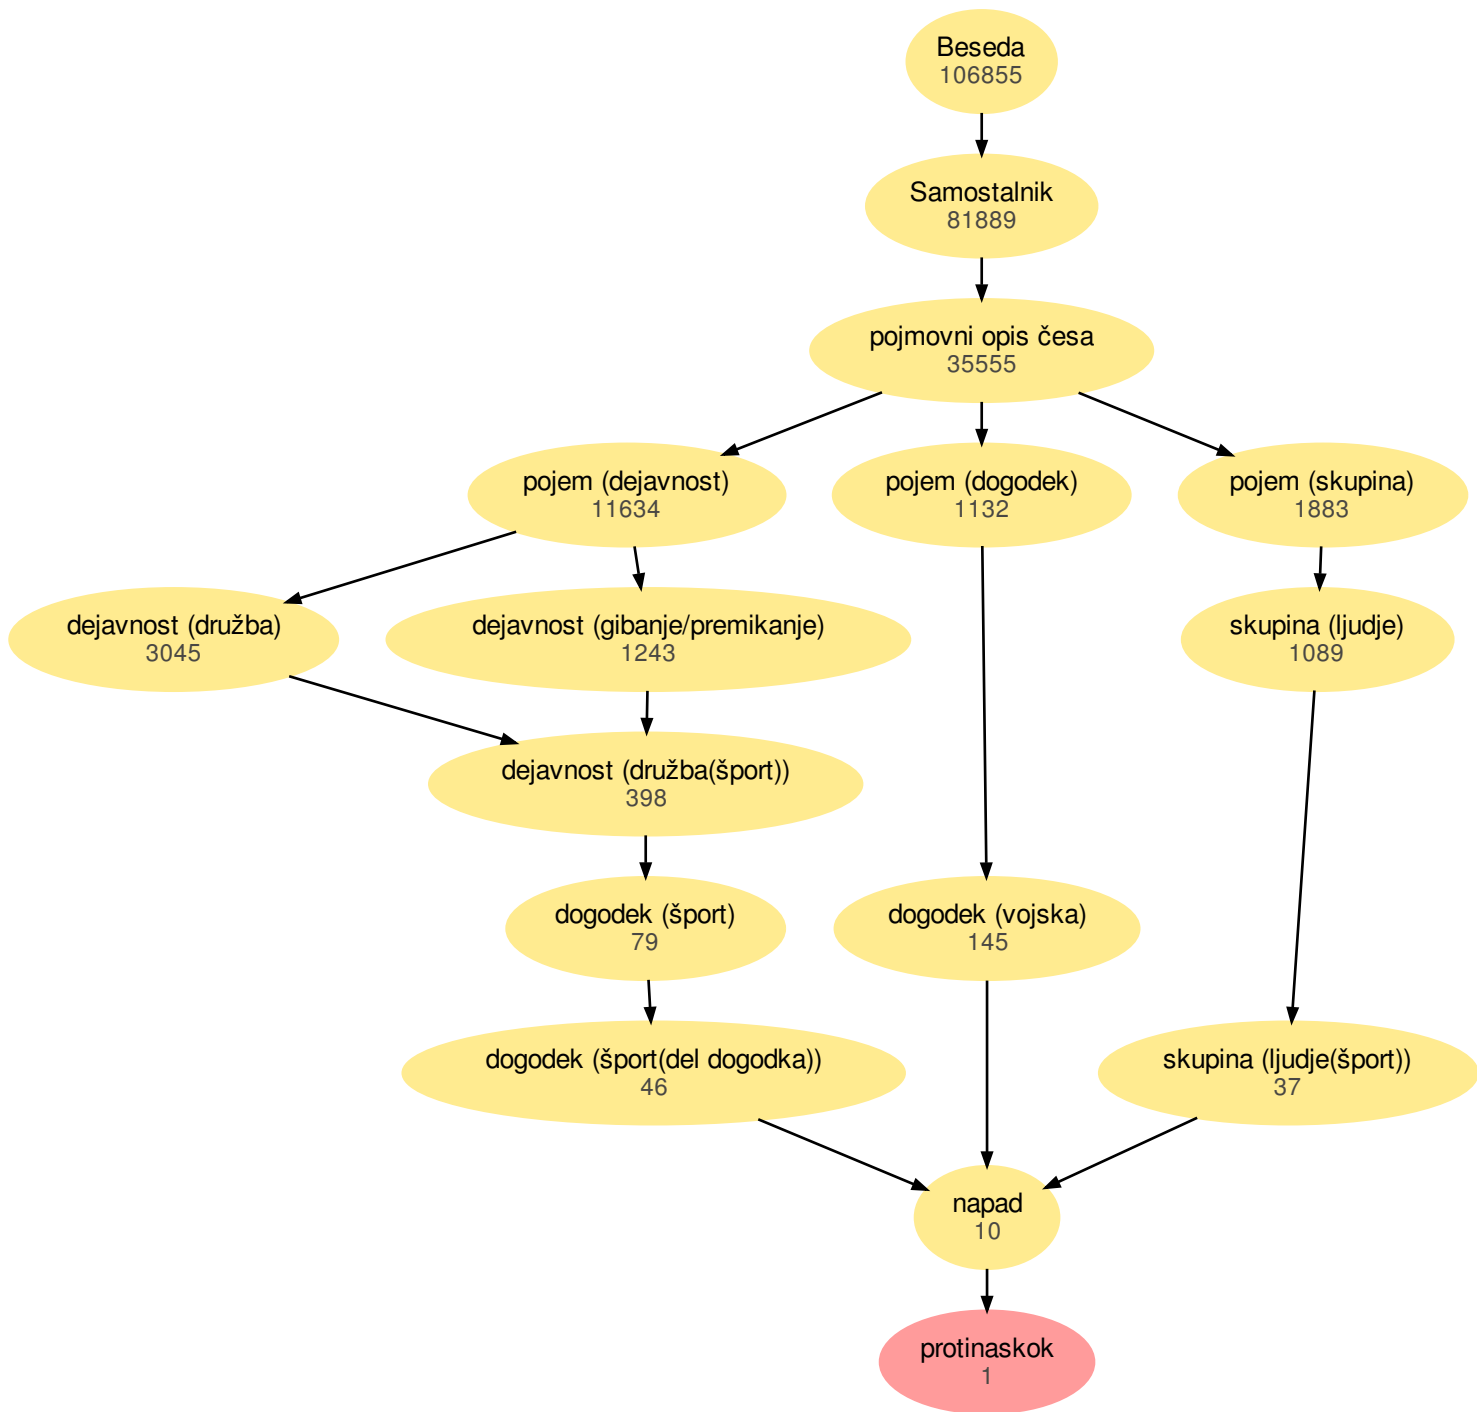 Beseda
106855
Samostalnik
81889
pojmovni opis česa
35555
pojem (dejavnost)
11634
pojem (dogodek)
1132
pojem (skupina)
1883
dejavnost (družba)
3045
dejavnost (gibanje/premikanje)
1243
skupina (ljudje)
1089
dejavnost (družba(šport))
398
dogodek (šport)
79
dogodek (vojska)
145
dogodek (šport(del dogodka))
46
skupina (ljudje(šport))
37
napad
10
protinaskok
1